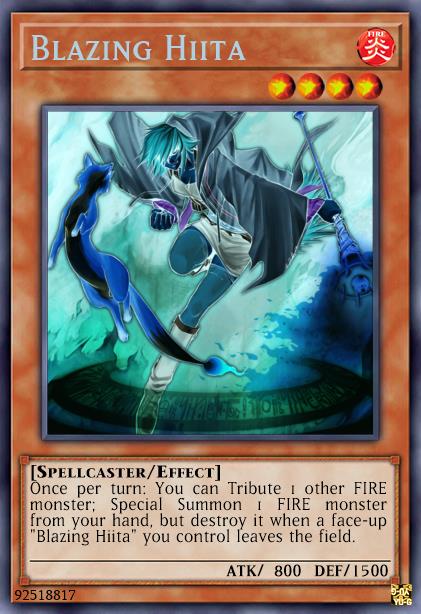 Blazing Hiita
FIRE
炎
[Spellcaster/Effect]
Once per turn: You can Tribute 1 other FIRE
monster; Special Summon 1 FIRE monster
from your hand, but destroy it when a face-up
"Blazing Hiita" you control leaves the field.
ATK/ 800 DEF/1500
92518817